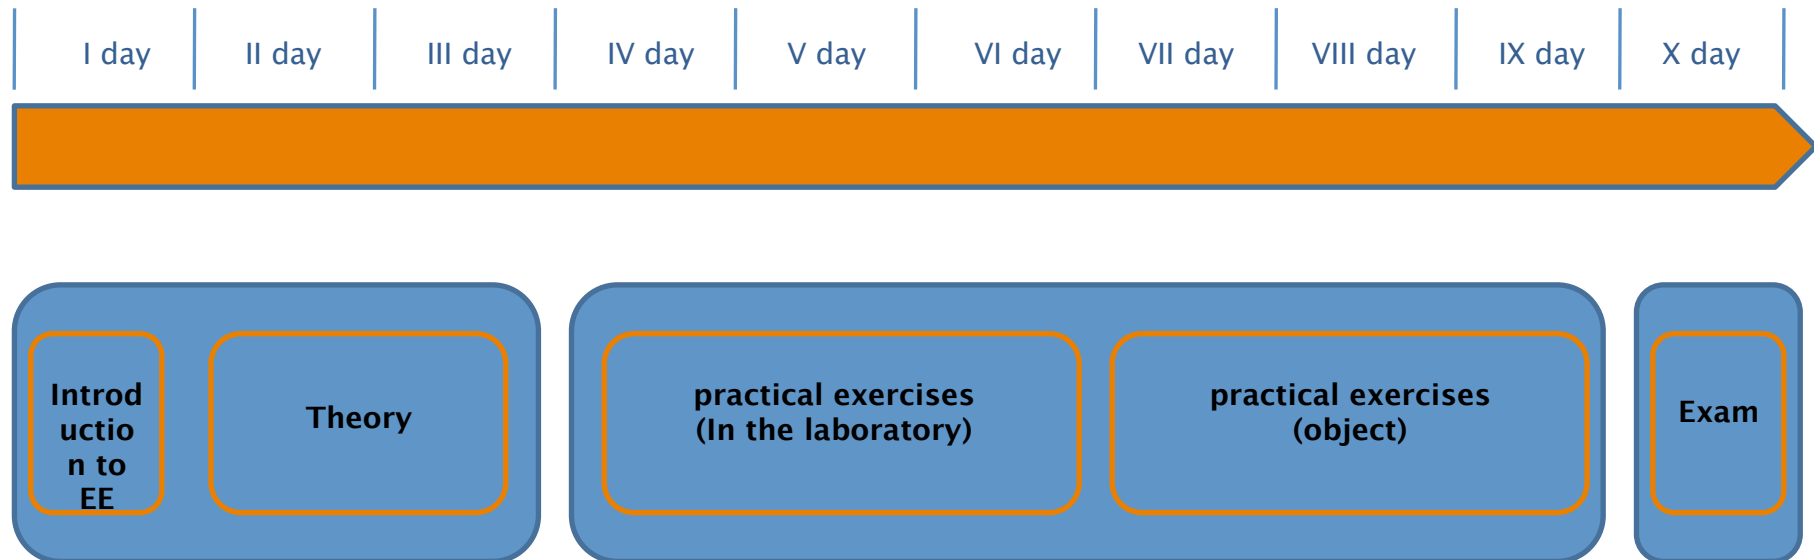 I day
II day
III day
IV day
V day
VI day
VII day
VIII day
IX day
X day
Introd
uctio
n to
EE
Theory
practical exercises
(In the laboratory)
practical exercises
(object)
Exam